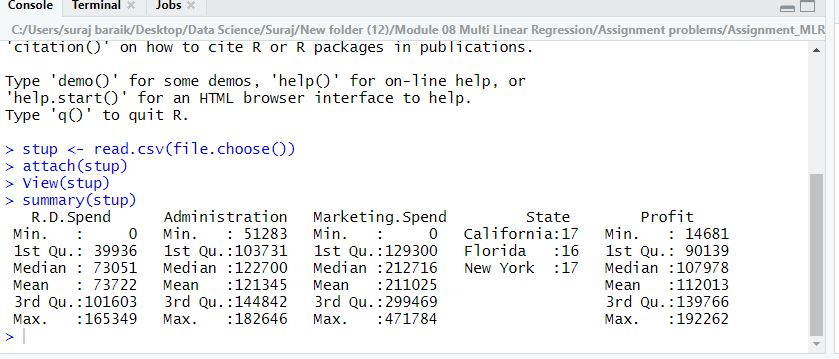 Console Terminal × Jobs ×
C:/Users/suraj baraik/Desktop/Data Science/Suraj/New folder (12)/Module 08 Multi Linear Regression/Assignment problems/Assignment_MLR
'citation()' on how to cite R or R packages in publications.
Type 'demo()' for some demos, 'help()' for on-line help, or
'help.start()' for an HTML browser interface to help.
Type 'q()' to quit R.
> stup <- read.csv(file.choose())
> attach(stup)
> View(stup)
> summary(stup)
R.D.Spend Administration Marketing.Spend State Profit
Min. : 0 Min. : 51283 Min. : 0 California:17 Min. : 14681
1st Qu.: 39936 1st Qu.:103731 1st Qu.:129300 Florida :16 1st Qu.: 90139
Median : 73051 Median :122700 Median :212716 New York :17 Median :107978
Mean : 73722 Mean :121345 Mean :211025 Mean :112013
3rd Qu.:101603 3rd Qu.:144842 3rd Qu.:299469 3rd Qu.:139766
Max. :165349 Max. :182646 Max. :471784 Max. :192262
>